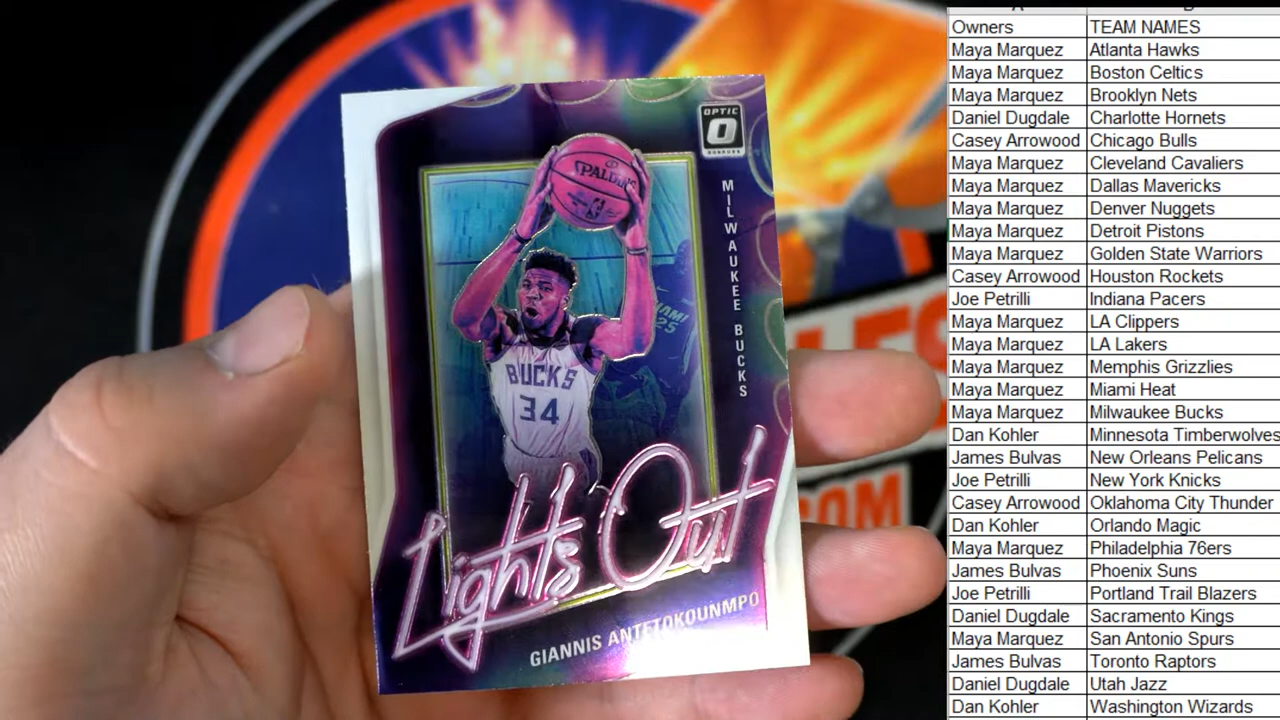 OPTIC
O
DONRUSS
SPALDING
MILWAUKEE BUCKS
BUCKS
34
Lights Out
GIANNIS ANTETOKOUNMPO
Owners TEAM NAMES
Maya Marquez Atlanta Hawks
Maya Marquez Boston Celtics
Maya Marquez Brooklyn Nets
Daniel Dugdale Charlotte Hornets
Casey Arrowood Chicago Bulls
Maya Marquez Cleveland Cavaliers
Maya Marquez Dallas Mavericks
Maya Marquez Denver Nuggets
Maya Marquez Detroit Pistons
Maya Marquez Golden State Warriors
Casey Arrowood Houston Rockets
Joe Petrilli Indiana Pacers
Maya Marquez LA Clippers
Maya Marquez LA Lakers
Maya Marquez Memphis Grizzlies
Maya Marquez Miami Heat
Maya Marquez Milwaukee Bucks
Dan Kohler Minnesota Timberwolves
James Bulvas New Orleans Pelicans
Joe Petrilli New York Knicks
Casey Arrowood Oklahoma City Thunder
Dan Kohler Orlando Magic
Maya Marquez Philadelphia 76ers
James Bulvas Phoenix Suns
Joe Petrilli Portland Trail Blazers
Daniel Dugdale Sacramento Kings
Maya Marquez San Antonio Spurs
James Bulvas Toronto Raptors
Daniel Dugdale Utah Jazz
Dan Kohler Washington Wizards